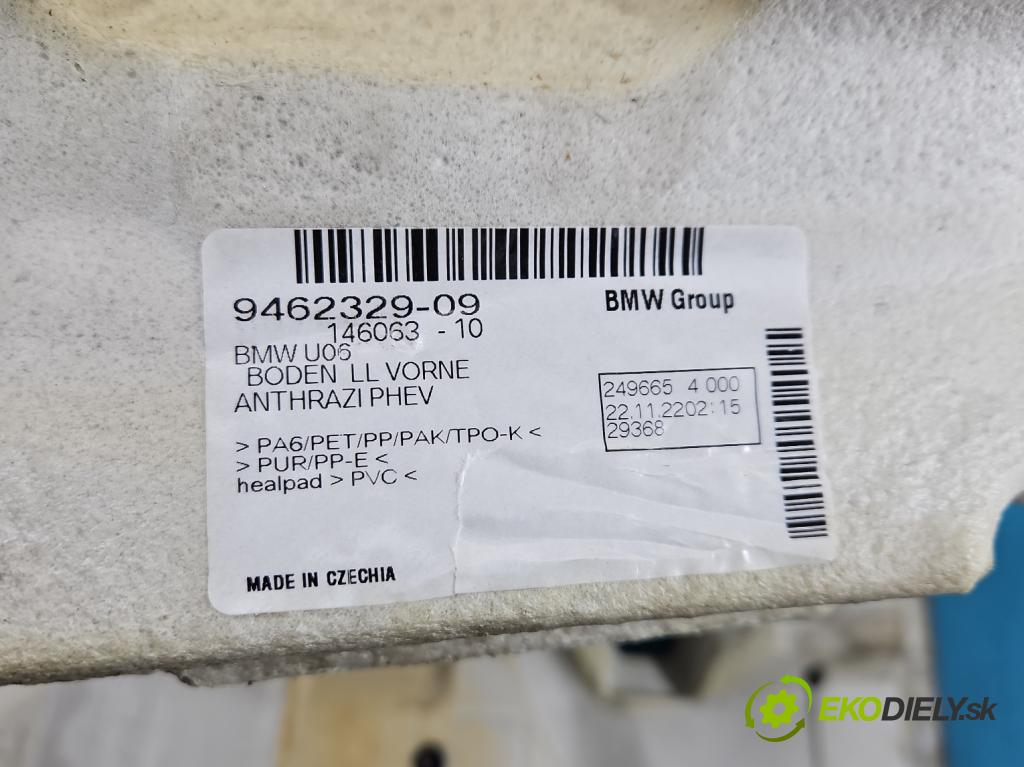 9462329-09
BMW Group
146063 - 10
BMW U06
BODEN LL VORNE
ANTHRAZI PHEV
249665 4 000
22.11.2202:15
29368
> PA6/PET/PP/PAK/TPO-K <
> PUR/PP-E <
healpad > PVC <
MADE IN CZECHIA
EKODIELY.sk